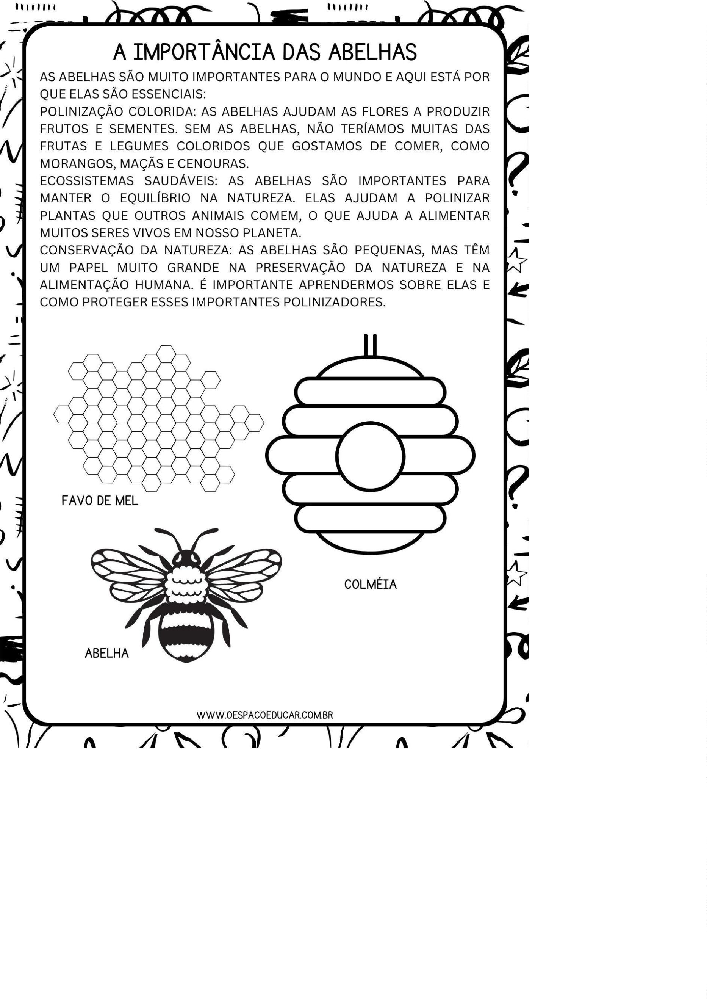 A IMPORTÂNCIA DAS ABELHAS
AS ABELHAS SÃO MUITO IMPORTANTES PARA O MUNDO E AQUI ESTÁ POR
QUE ELAS SÃO ESSENCIAIS:
POLINIZAÇÃO COLORIDA: AS ABELHAS AJUDAM AS FLORES A PRODUZIR
FRUTOS E SEMENTES. SEM AS ABELHAS, NÃO TERÍAMOS MUITAS DAS
FRUTAS E LEGUMES COLORIDOS QUE GOSTAMOS DE COMER, COMO
MORANGOS, MAÇÃS E CENOURAS.
ECOSSISTEMAS SAUDÁVEIS: AS ABELHAS SÃO IMPORTANTES PARA
MANTER O EQUILÍBRIO NA NATUREZA. ELAS AJUDAM A POLINIZAR
PLANTAS QUE OUTROS ANIMAIS COMEM, O QUE AJUDA A ALIMENTAR
MUITOS SERES VIVOS EM NOSSO PLANETA.
CONSERVAÇÃO DA NATUREZA: AS ABELHAS SÃO PEQUENAS, MAS TÊM
UM PAPEL MUITO GRANDE NA PRESERVAÇÃO DA NATUREZA E NA
ALIMENTAÇÃO HUMANA. É IMPORTANTE APRENDERMOS SOBRE ELAS E
COMO PROTEGER ESSES IMPORTANTES POLINIZADORES.
FAVO DE MEL
COLMÉIA
ABELHA
WWW.OESPACOEDUCAR.COM.BR